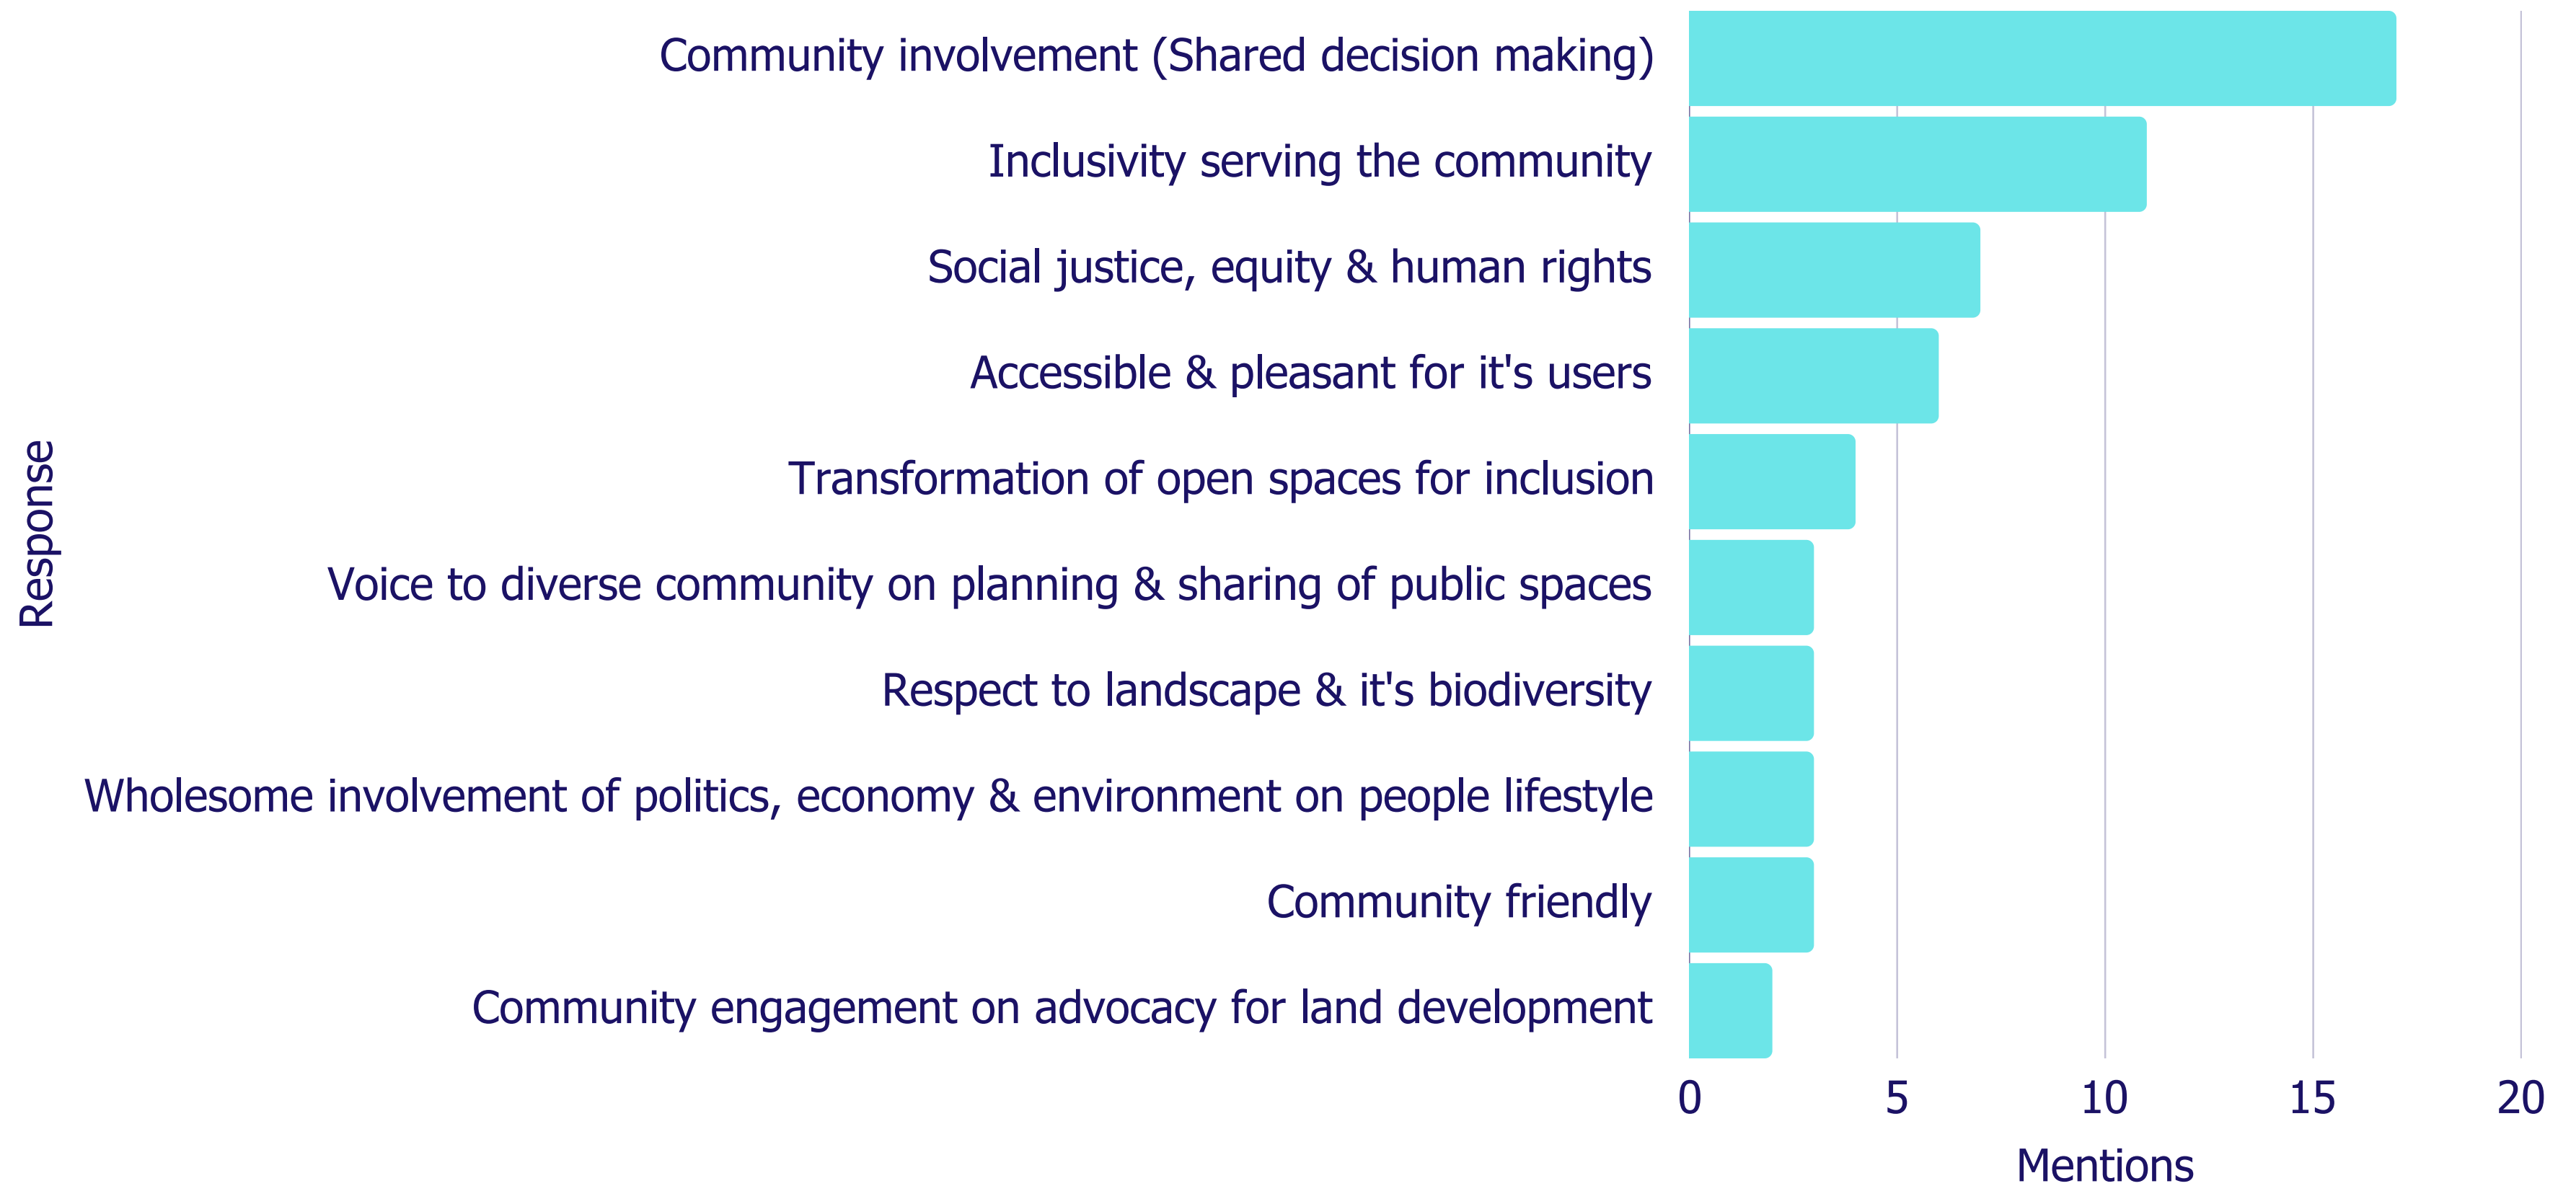 Response
Community involvement (Shared decision making)
Inclusivity serving the community
Social justice, equity & human rights
Accessible & pleasant for it's users
Transformation of open spaces for inclusion
Voice to diverse community on planning & sharing of public spaces
Respect to landscape & it's biodiversity
Wholesome involvement of politics, economy & environment on people lifestyle
Community friendly
Community engagement on advocacy for land development
0 5 10 15 20
Mentions